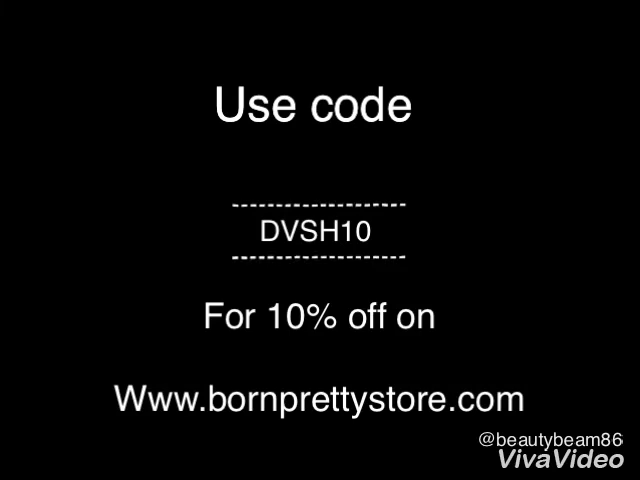 Use code
--------------------------
DVSH10
--------------------------
For 10% off on
Www.bornprettystore.com
@beautybeam86
VivaVideo